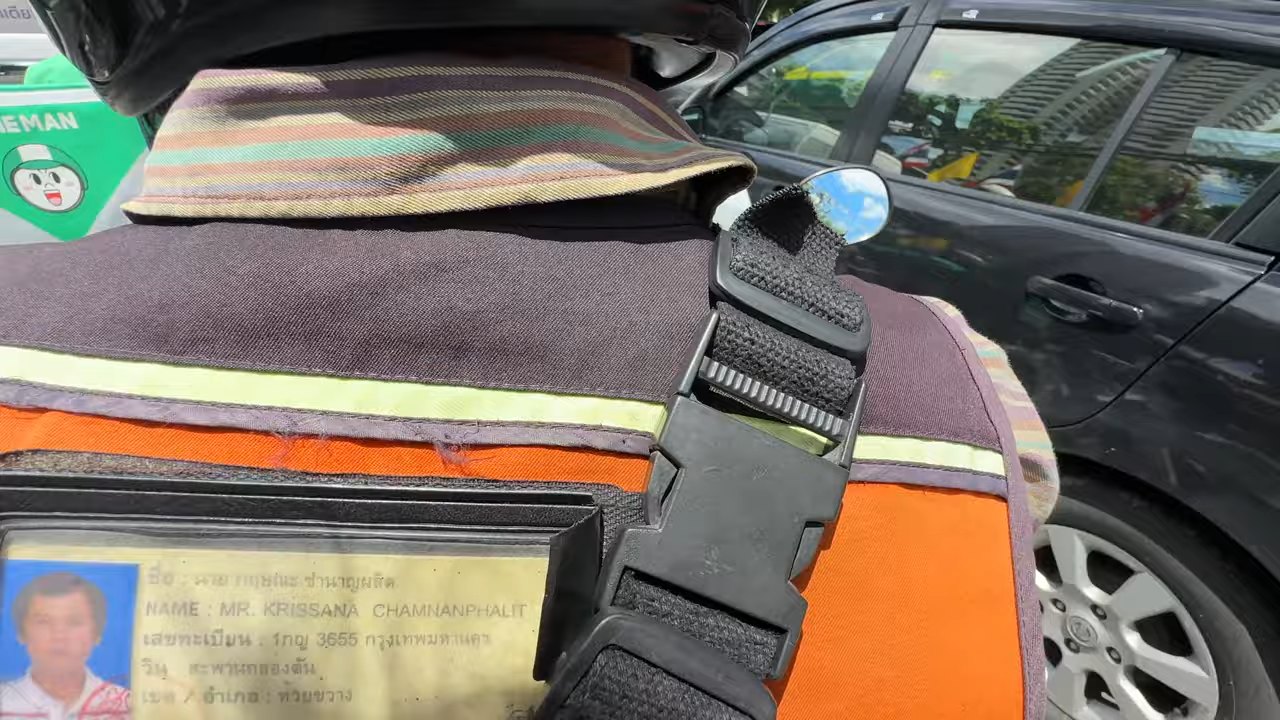 MAN
ชื่อ : นาย กฤษณะ ชำนาญผลิต
NAME : MR. KRISSANA CHAMNANPHALIT
เลขทะเบียน : 1กญ 3655 กรุงเทพมหานคร
วิน สะพานคลองตัน
เขต / อำเภอ : ห้วยขวาง